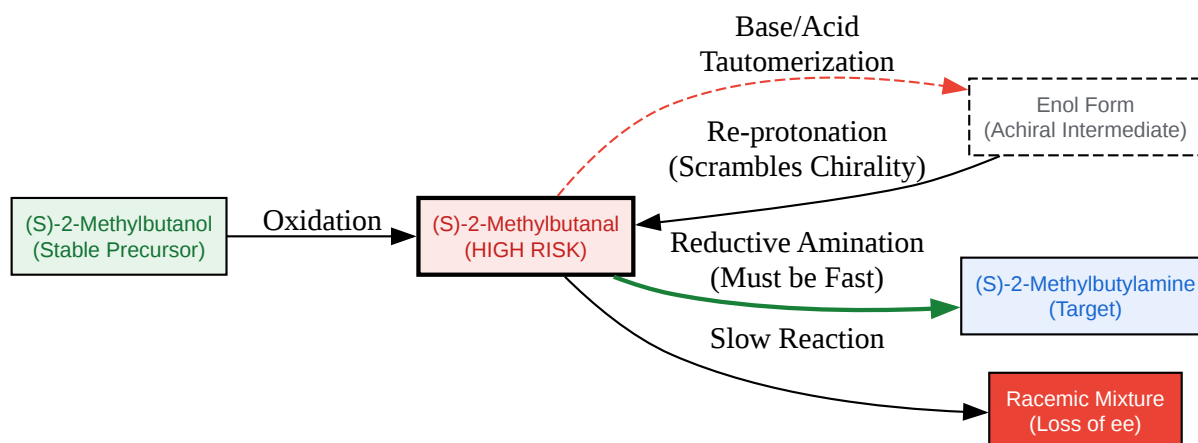 Base/Acid
Tautomerization
Enol Form
(Achiral Intermediate)
Re-protonation
(Scrambles Chirality)
(S)-2-Methylbutanol
(Stable Precursor)
Oxidation
(S)-2-Methylbutanal
(HIGH RISK)
Reductive Amination
(Must be Fast)
(S)-2-Methylbutylamine
(Target)
Slow Reaction
Racemic Mixture
(Loss of ee)